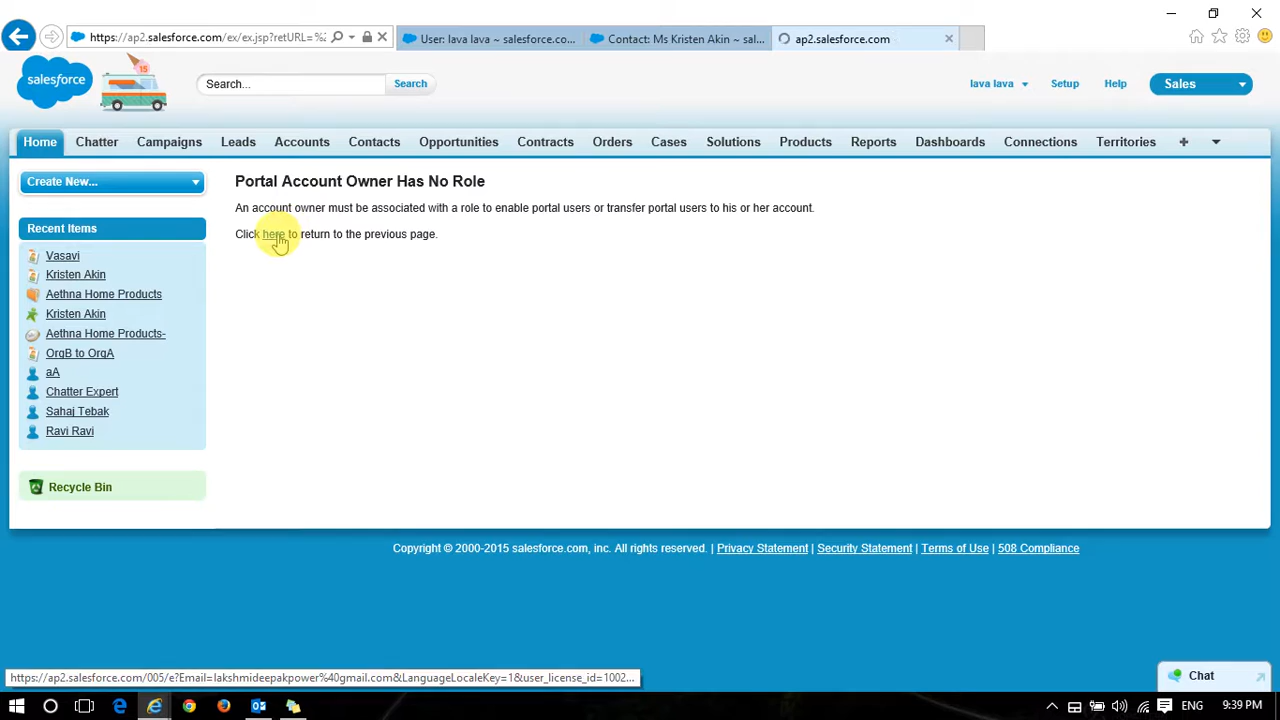 https://ap2.salesforce.com/ex/ex.jsp?retURL= %2
User: lava lava ~ salesforce.co...
Contact: Ms Kristen Akin ~ sal...
ap2.salesforce.com
salesforce
15
Search...
Search
lava lava
Setup
Help
Sales
Home
Chatter
Campaigns
Leads
Accounts
Contacts
Opportunities
Contracts
Orders
Cases
Solutions
Products
Reports
Dashboards
Connections
Territories
+
Create New...
Recent Items
Vasavi
Kristen Akin
Aethna Home Products
Kristen Akin
Aethna Home Products-
OrgB to OrgA
aA
Chatter Expert
Sahaj Tebak
Ravi Ravi
Recycle Bin
Portal Account Owner Has No Role
An account owner must be associated with a role to enable portal users or transfer portal users to his or her account.
Click here to return to the previous page.
Copyright © 2000-2015 salesforce.com, inc. All rights reserved. | Privacy Statement | Security Statement | Terms of Use | 508 Compliance
https://ap2.salesforce.com/005/e?Email=lakshmideepakpower%40gmail.com&LanguageLocaleKey=1&user_license_id=1002...
Chat
ENG
9:39 PM